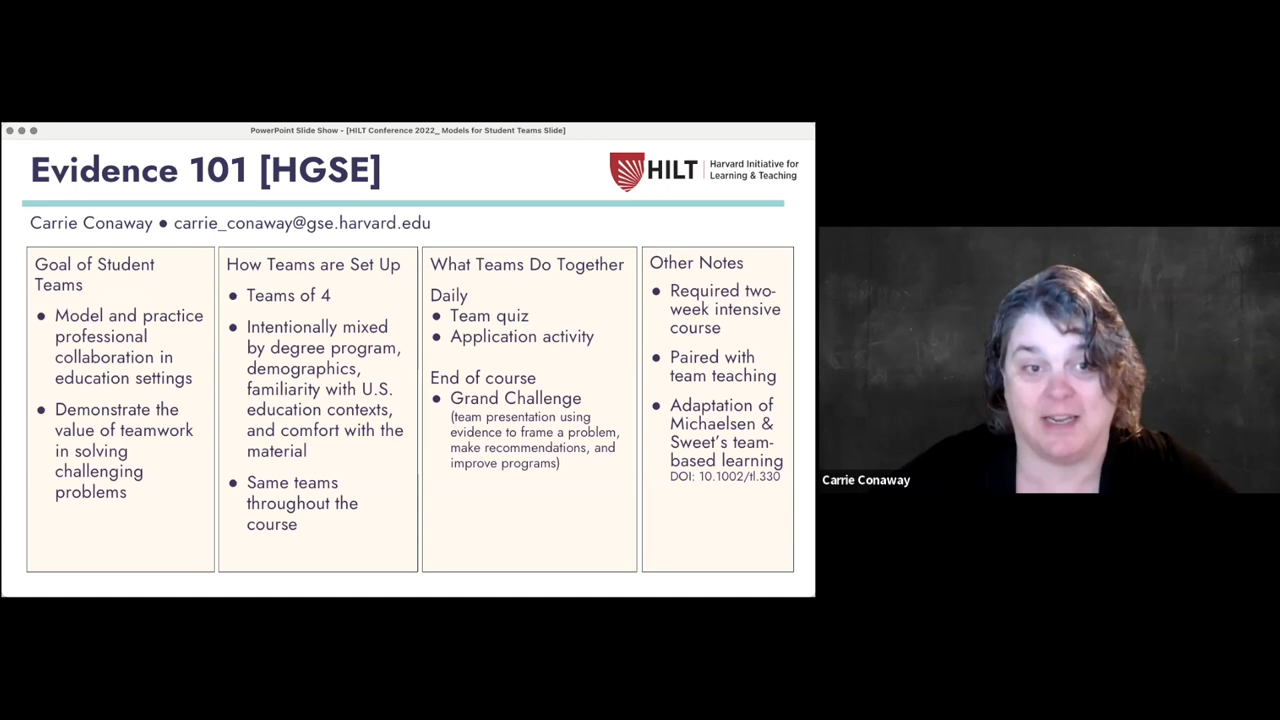 PowerPoint Slide Show - [HILT Conference 2022_ Models for Student Teams Slide]
Evidence 101 [HGSE]
HILT
Harvard Initiative for
Learning & Teaching
Carrie Conaway ● carrie_conaway@gse.harvard.edu
Goal of Student
Teams
● Model and practice
professional
collaboration in
education settings
● Demonstrate the
value of teamwork
in solving
challenging
problems
How Teams are Set Up
● Teams of 4
● Intentionally mixed
by degree program,
demographics,
familiarity with U.S.
education contexts,
and comfort with the
material
● Same teams
throughout the
course
What Teams Do Together
Daily
● Team quiz
● Application activity
End of course
● Grand Challenge
(team presentation using
evidence to frame a problem,
make recommendations, and
improve programs)
Other Notes
● Required two-
week intensive
course
● Paired with
team teaching
● Adaptation of
Michaelsen &
Sweet's team-
based learning
DOI: 10.1002/tl.330
Carrie Conaway